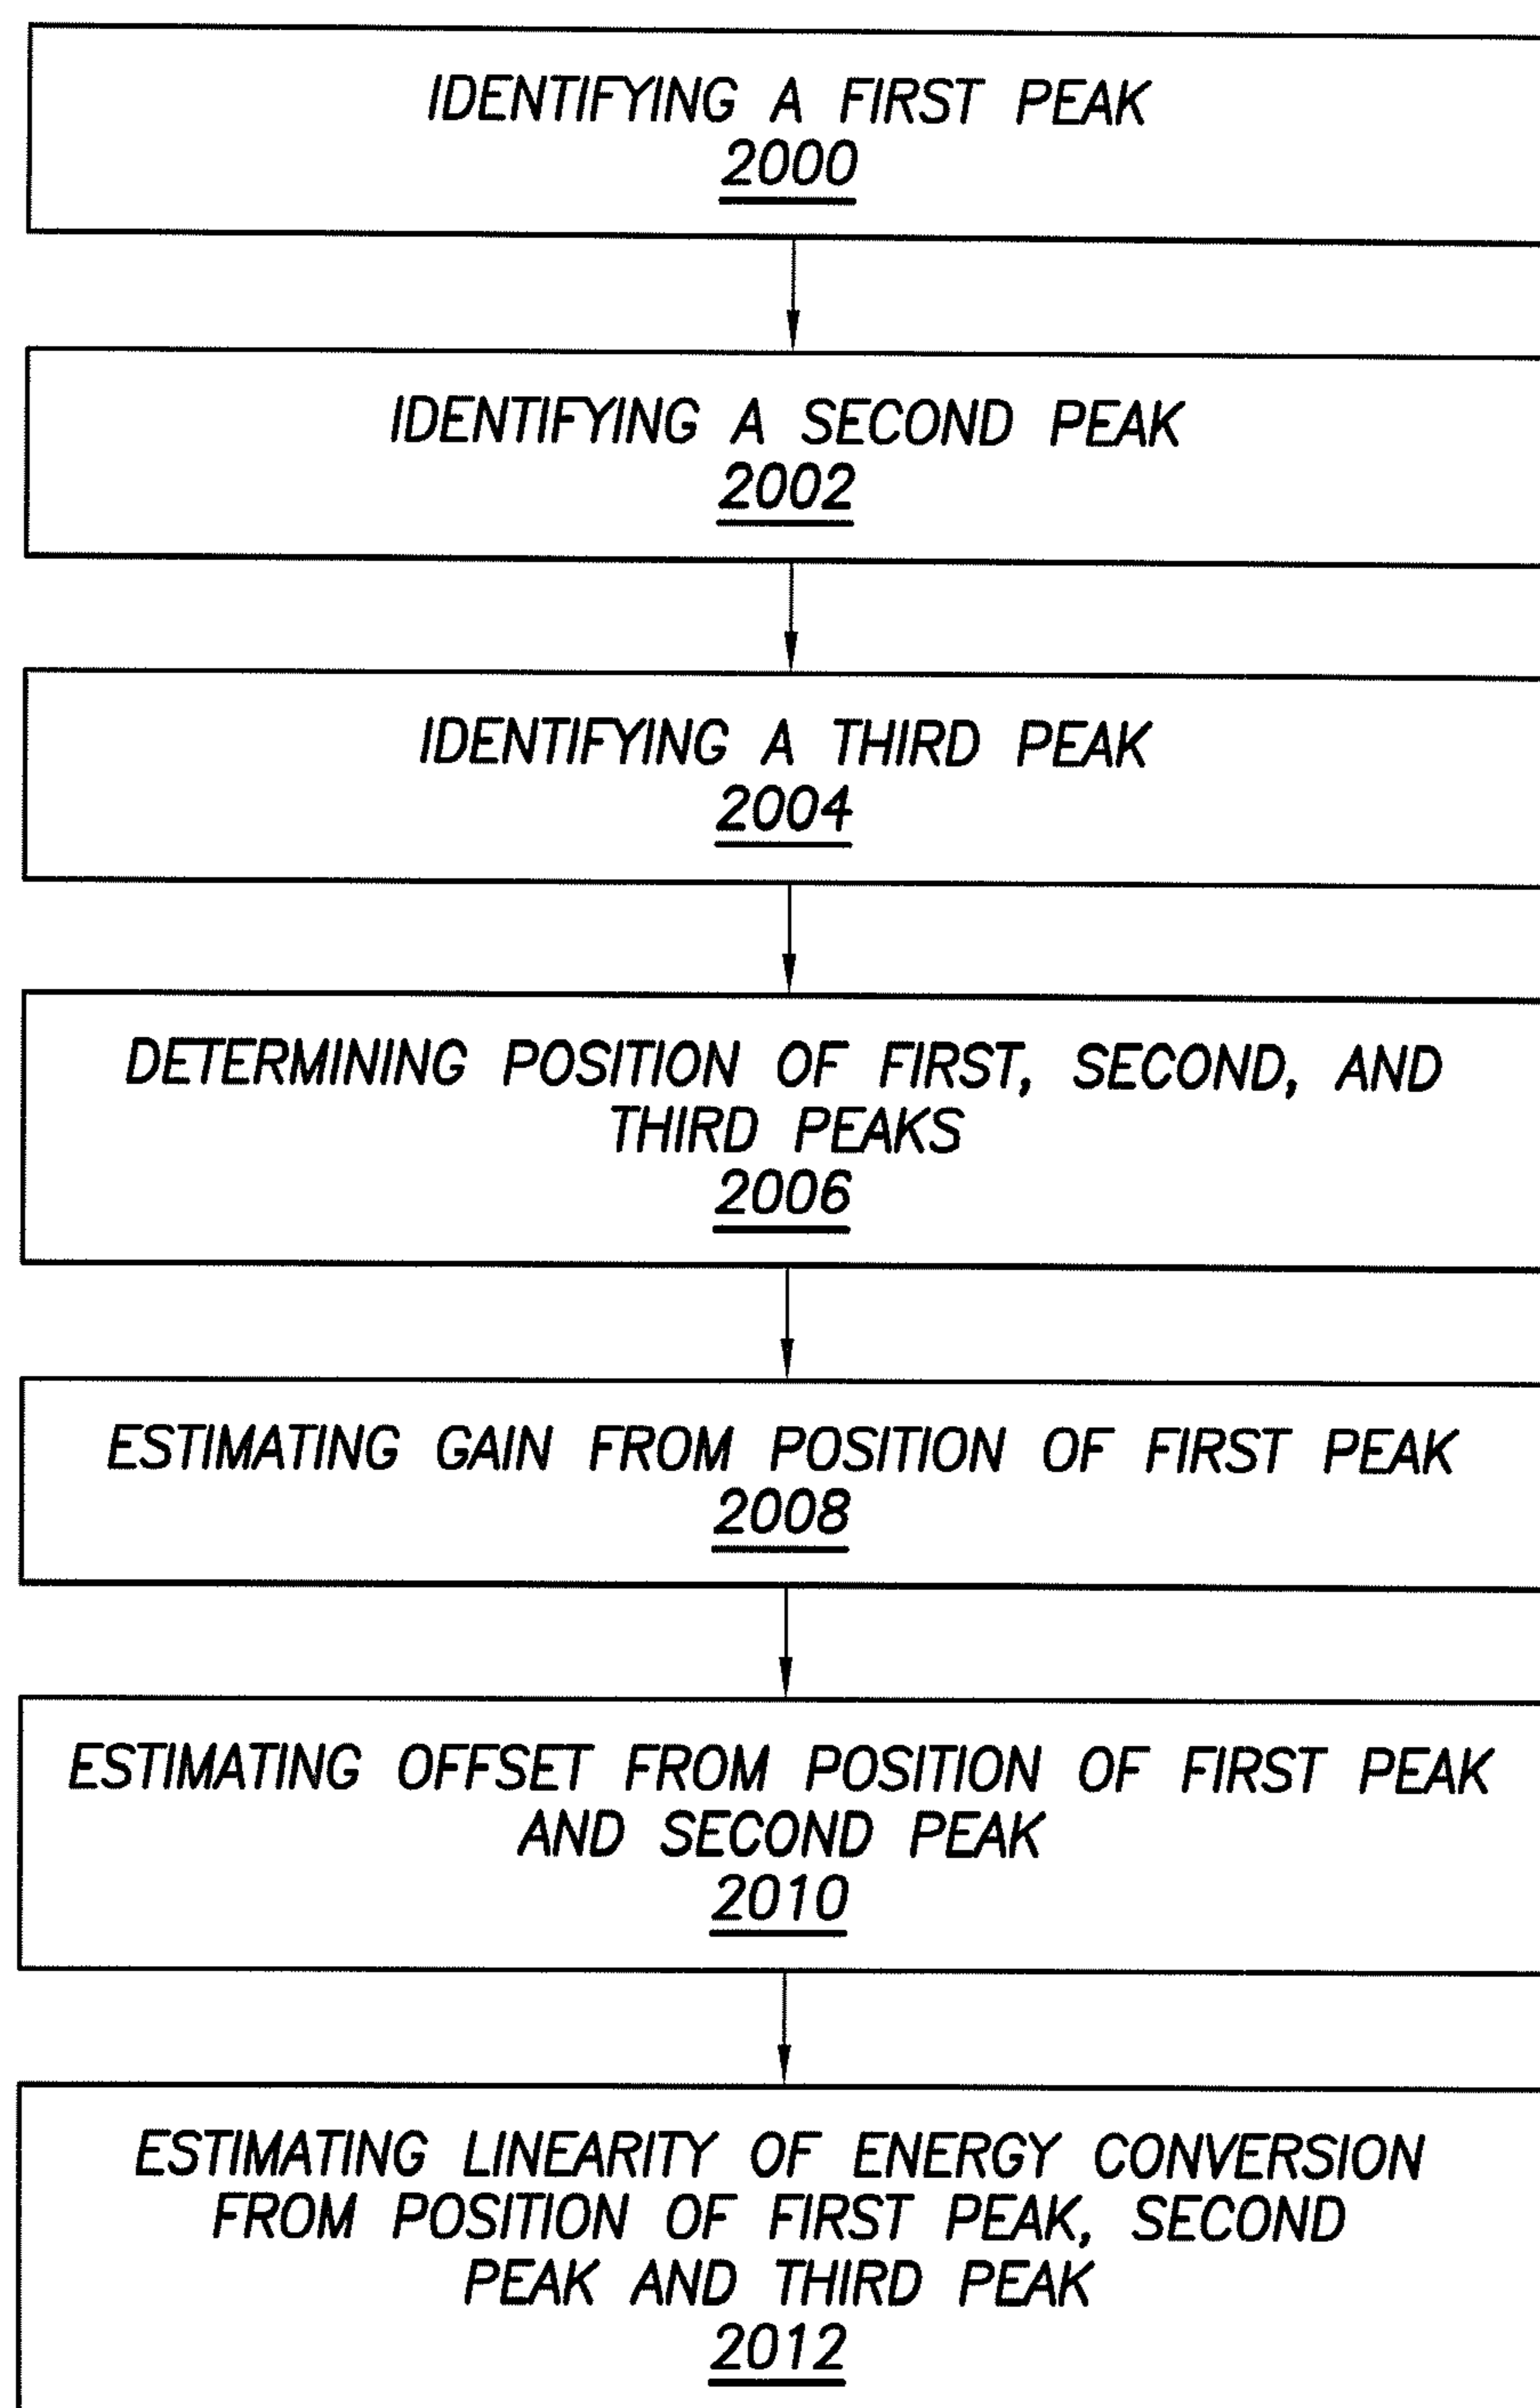 IDENTIFYING A FIRST PEAK
2000
IDENTIFYING A SECOND PEAK
2002
IDENTIFYING A THIRD PEAK
2004
DETERMINING POSITION OF FIRST, SECOND, AND
THIRD PEAKS
2006
ESTIMATING GAIN FROM POSITION OF FIRST PEAK
2008
ESTIMATING OFFSET FROM POSITION OF FIRST PEAK
AND SECOND PEAK
2010
ESTIMATING LINEARITY OF ENERGY CONVERSION
FROM POSITION OF FIRST PEAK, SECOND
PEAK AND THIRD PEAK
2012